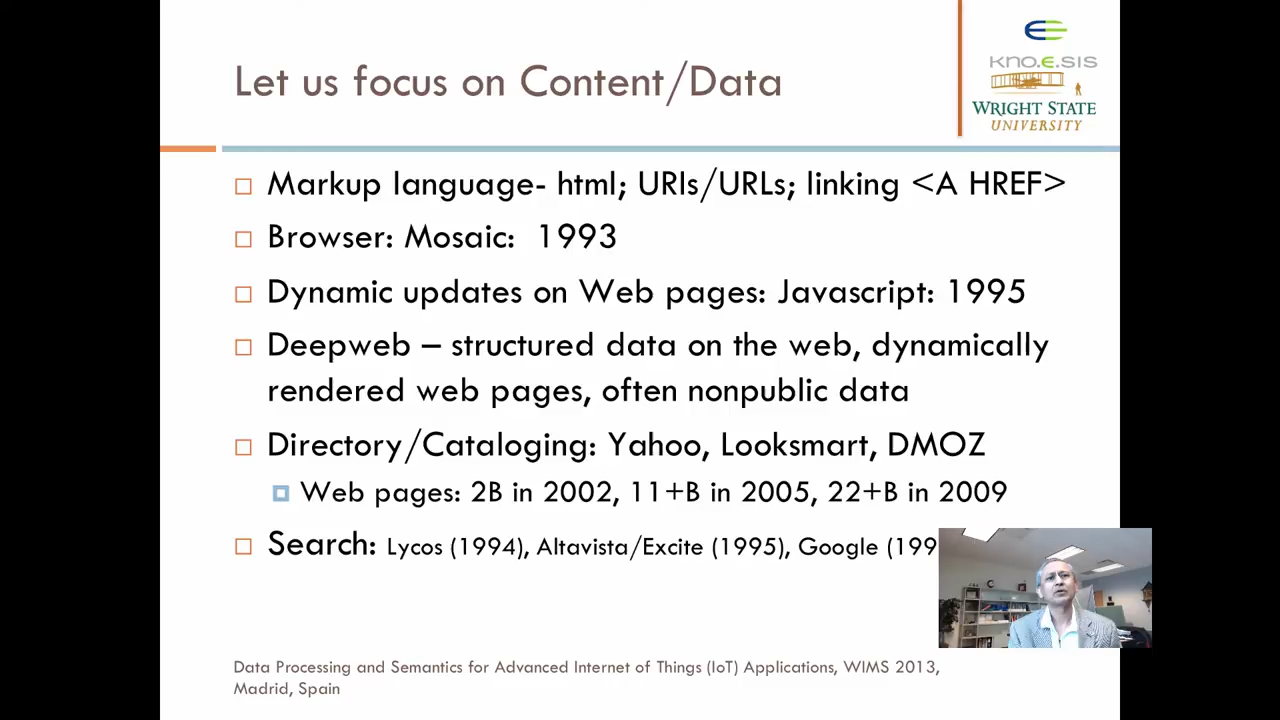 Let us focus on Content/Data
kno.e.sis
WRIGHT STATE
UNIVERSITY
Markup language- html; URIs/URLs; linking <A HREF>
Browser: Mosaic: 1993
Dynamic updates on Web pages: Javascript: 1995
Deepweb – structured data on the web, dynamically
rendered web pages, often nonpublic data
Directory/Cataloging: Yahoo, Looksmart, DMOZ
Web pages: 2B in 2002, 11+B in 2005, 22+B in 2009
Search: Lycos (1994), Altavista/Excite (1995), Google (199
Data Processing and Semantics for Advanced Internet of Things (IoT) Applications, WIMS 2013,
Madrid, Spain